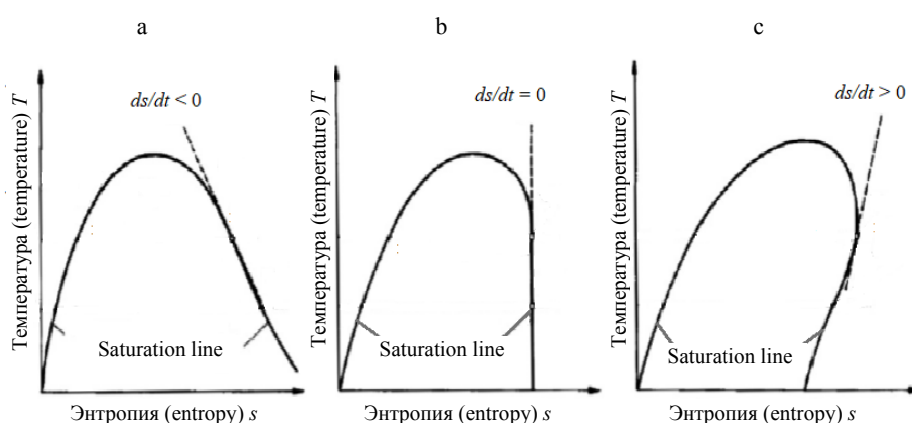 a
b
c
ds/dt < 0
ds/dt = 0
ds/dt > 0
Температура (temperature) T
Температура (temperature) T
Температура (temperature) T
Saturation line
Saturation line
Saturation line
Энтропия (entropy) s
Энтропия (entropy) s
Энтропия (entropy) s